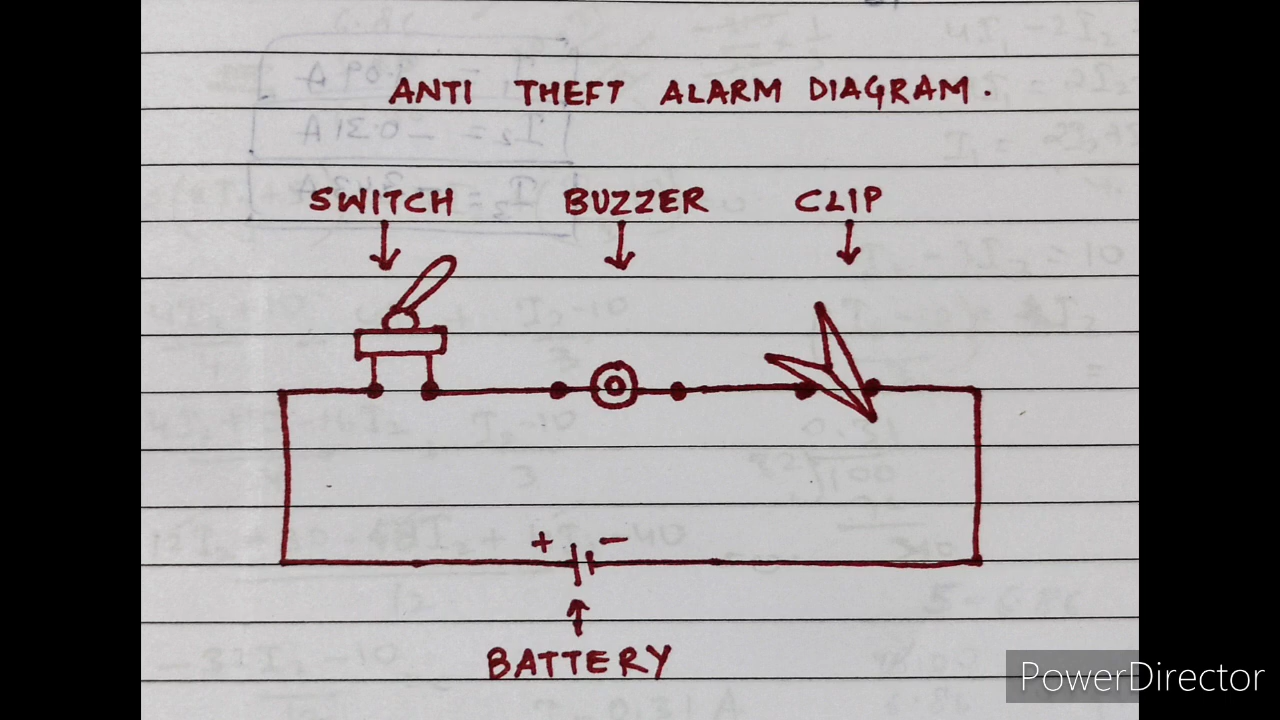 ANTI THEFT ALARM DIAGRAM.
SWITCH BUZZER CLIP
+ −
BATTERY
PowerDirector